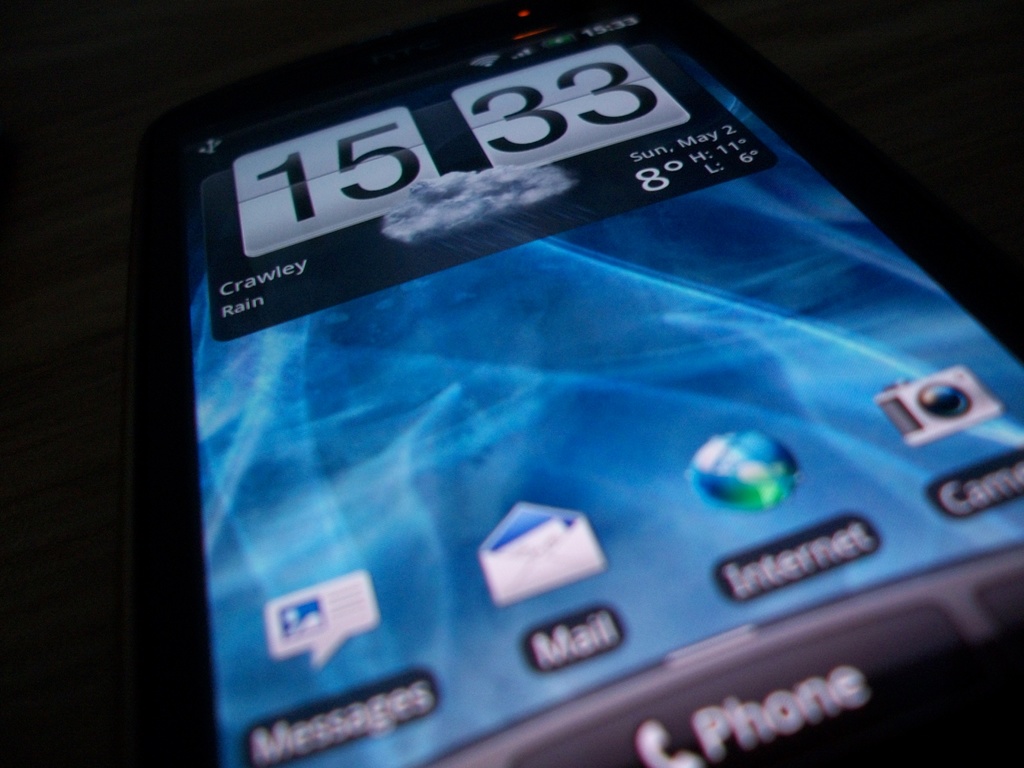 15:33
15 33
Sun, May 2
8° H: 11°
L: 6°
Crawley
Rain
Messages
Mail
Internet
Phone